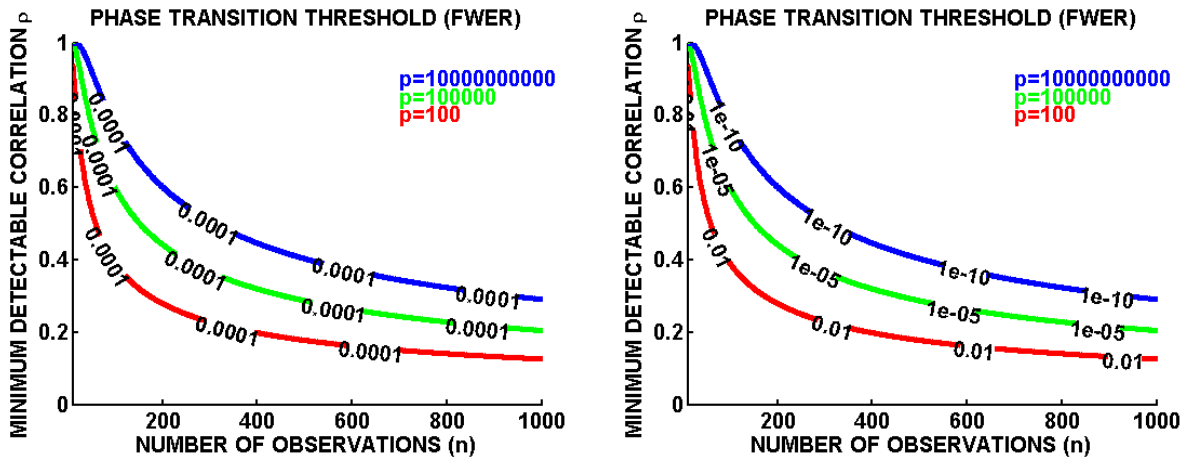 PHASE TRANSITION THRESHOLD (FWER)
MINIMUM DETECTABLE CORRELATION ρ
1
0.8
0.6
0.4
0.2
0
p=10000000000
p=100000
p=100
0.0001
0.0001
0.0001
0.0001
0.0001
0.0001
0.0001
0.0001
0.0001
0.0001
0.0001
0.0001
0.0001
200
400
600
800
1000
NUMBER OF OBSERVATIONS (n)
PHASE TRANSITION THRESHOLD (FWER)
MINIMUM DETECTABLE CORRELATION ρ
1
0.8
0.6
0.4
0.2
0
p=10000000000
p=100000
p=100
1e-10
1e-10
1e-10
1e-10
1e-05
1e-05
1e-05
1e-05
0.01
0.01
0.01
0.01
200
400
600
800
1000
NUMBER OF OBSERVATIONS (n)